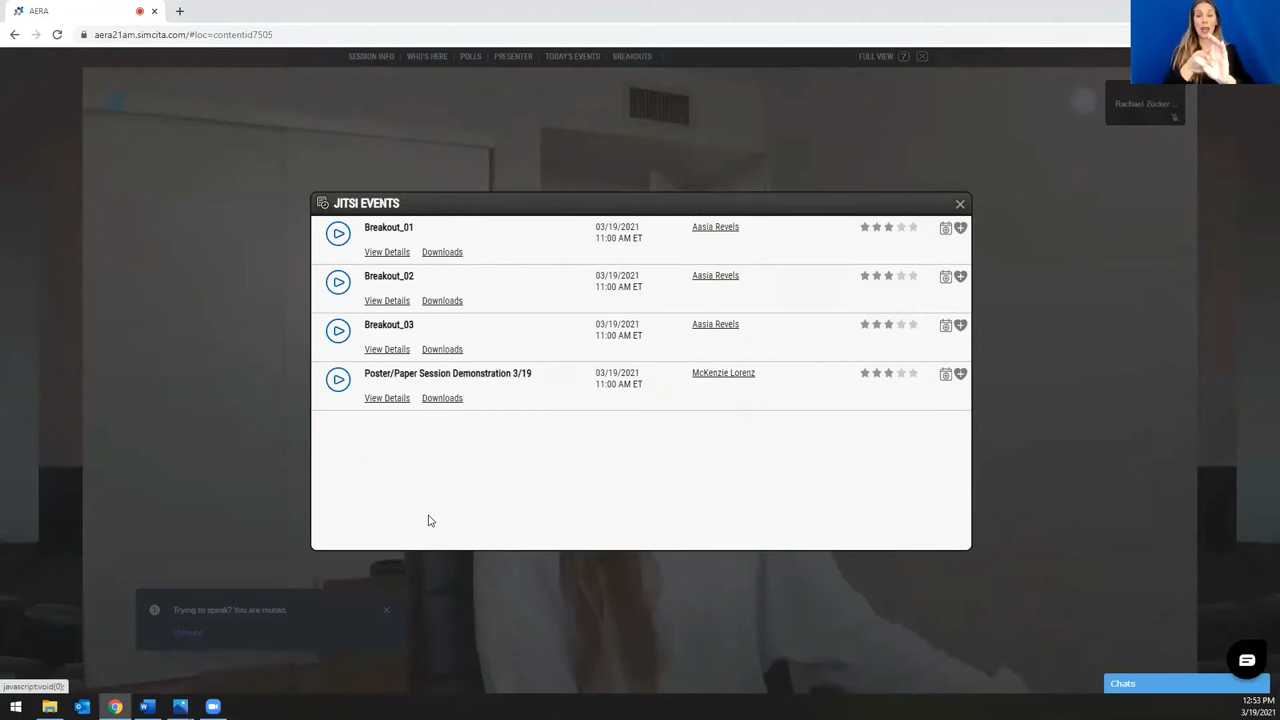 AERA
aera21am.simcita.com/#loc=contentid7505
SESSION INFO | WHO'S HERE | POLLS | PRESENTER | TODAY'S EVENTS | BREAKOUTS | FULL VIEW ?
Rachael Zucker ...
JITSI EVENTS
Breakout_01 03/19/2021 Aasia Revels
11:00 AM ET
View Details Downloads
Breakout_02 03/19/2021 Aasia Revels
11:00 AM ET
View Details Downloads
Breakout_03 03/19/2021 Aasia Revels
11:00 AM ET
View Details Downloads
Poster/Paper Session Demonstration 3/19 03/19/2021 McKenzie Lorenz
11:00 AM ET
View Details Downloads
Trying to speak? You are muted.
Unmute
javascript:void(0);
Chats
12:53 PM
3/19/2021